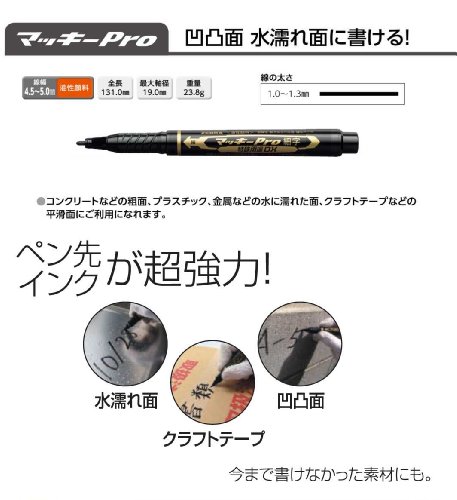 マッキーPro
凹凸面 水濡れ面に書ける!
線幅
4.5~5.0㎜
油性顔料
全長
131.0㎜
最大軸径
19.0㎜
重量
23.8g
線の太さ
1.0~1.3㎜
マッキーPro 細字
●コンクリートなどの粗面、プラスチック、金属などの水に濡れた面、クラフトテープなどの
平滑面にご利用になれます。
ペン先
インクが超強力!
10/20
水濡れ面
クラフトテープ
凹凸面
今まで書けなかった素材にも。